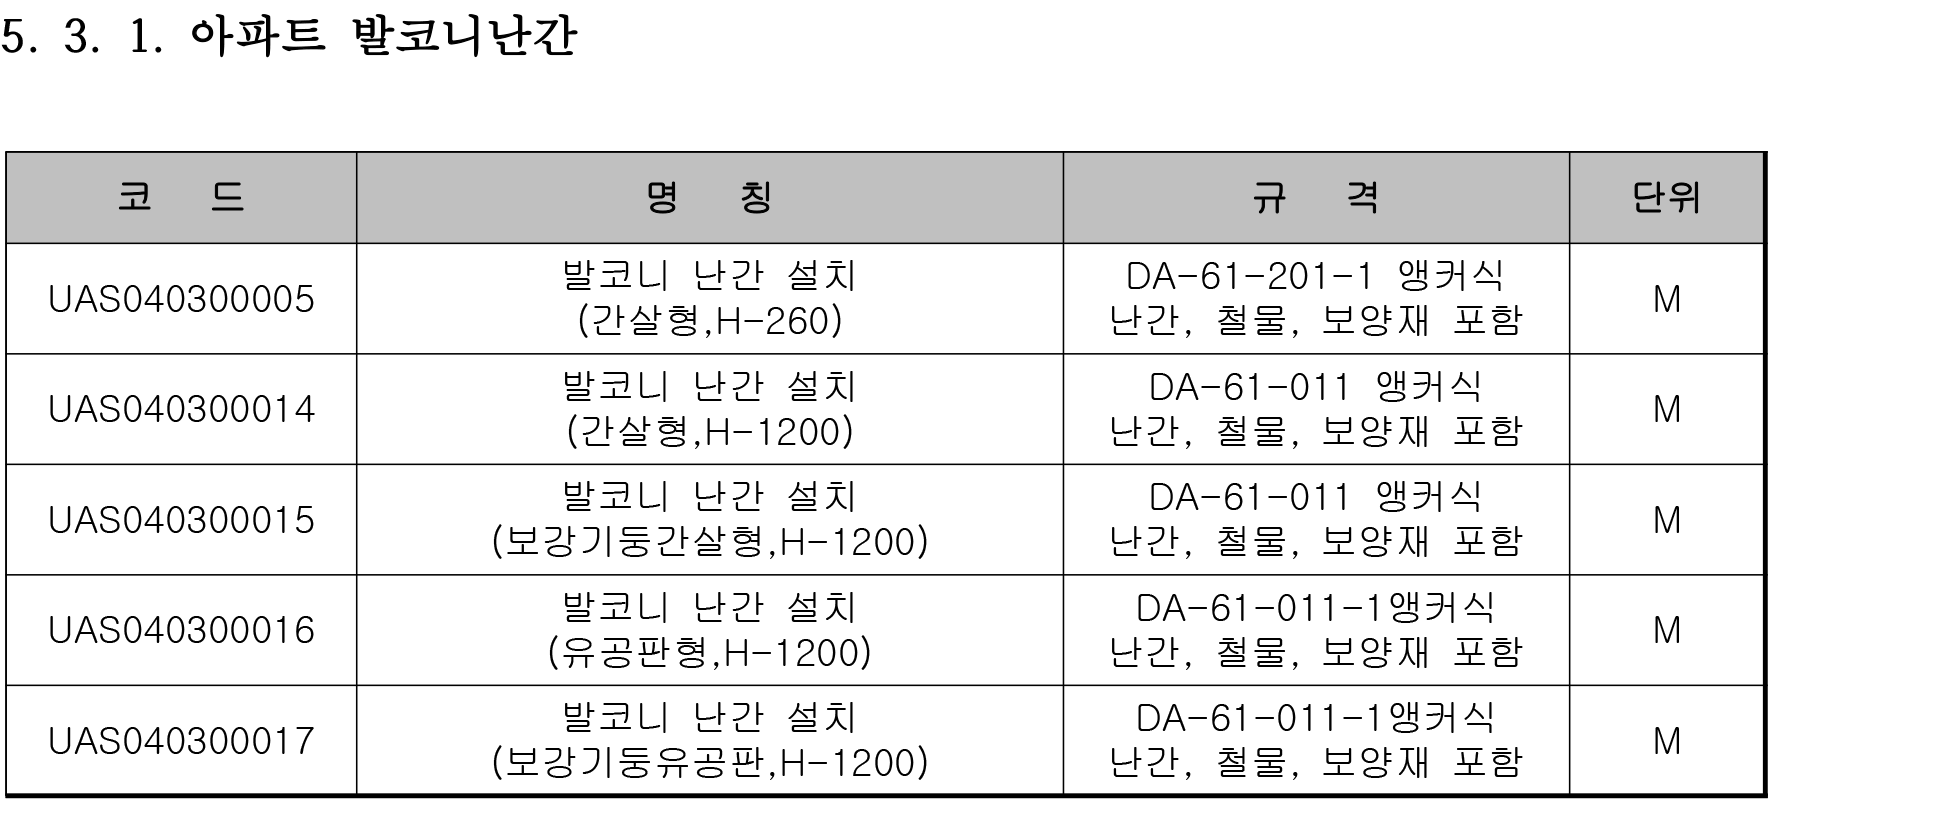 5. 3. 1. 아파트 발코니난간
코 드 명 칭 규 격 단위
UAS040300005 발코니 난간 설치 (간살형,H-260) DA-61-201-1 앵커식 난간, 철물, 보양재 포함 M
UAS040300014 발코니 난간 설치 (간살형,H-1200) DA-61-011 앵커식 난간, 철물, 보양재 포함 M
UAS040300015 발코니 난간 설치 (보강기둥간살형,H-1200) DA-61-011 앵커식 난간, 철물, 보양재 포함 M
UAS040300016 발코니 난간 설치 (유공판형,H-1200) DA-61-011-1앵커식 난간, 철물, 보양재 포함 M
UAS040300017 발코니 난간 설치 (보강기둥유공판,H-1200) DA-61-011-1앵커식 난간, 철물, 보양재 포함 M